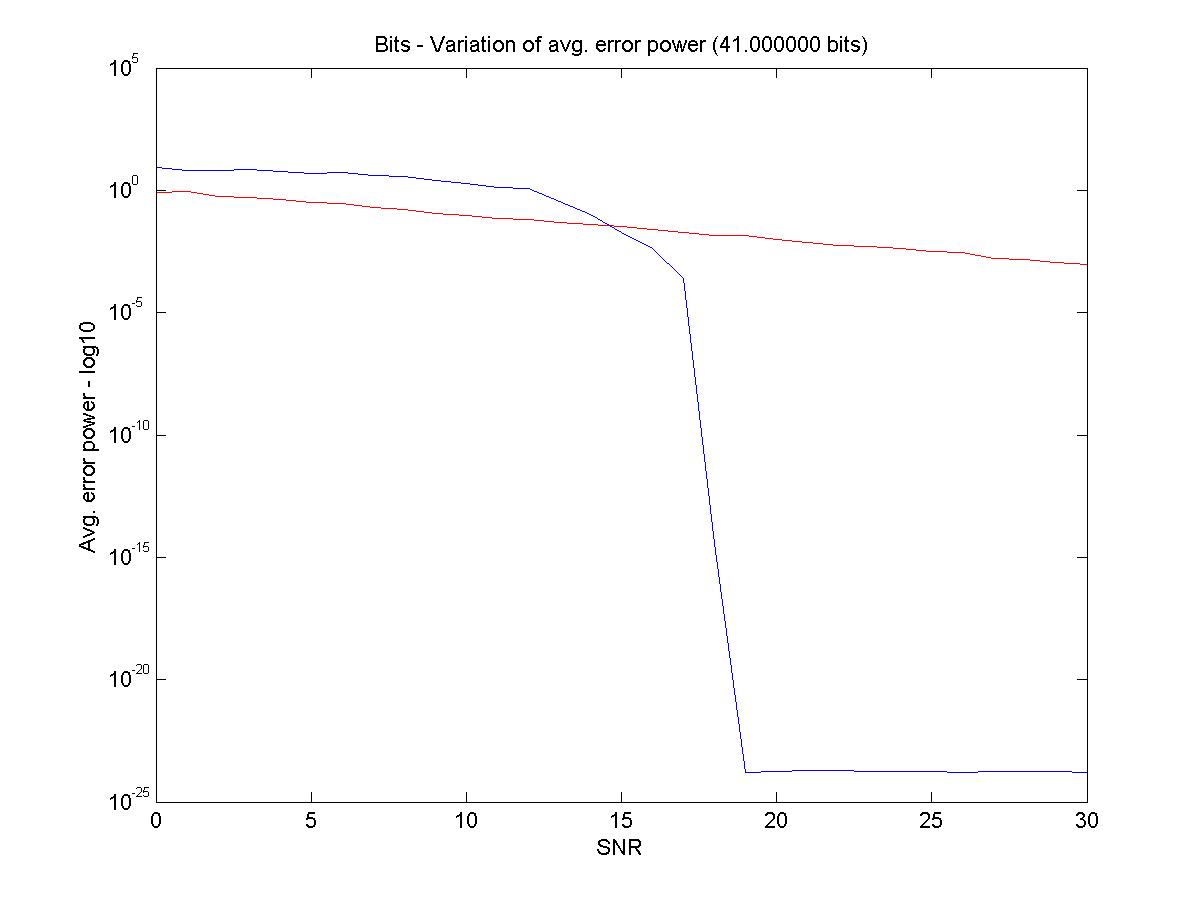 Bits - Variation of avg. error power (41.000000 bits)
10^5
10^0
10^-5
10^-10
10^-15
10^-20
10^-25
Avg. error power - log10
0 5 10 15 20 25 30
SNR